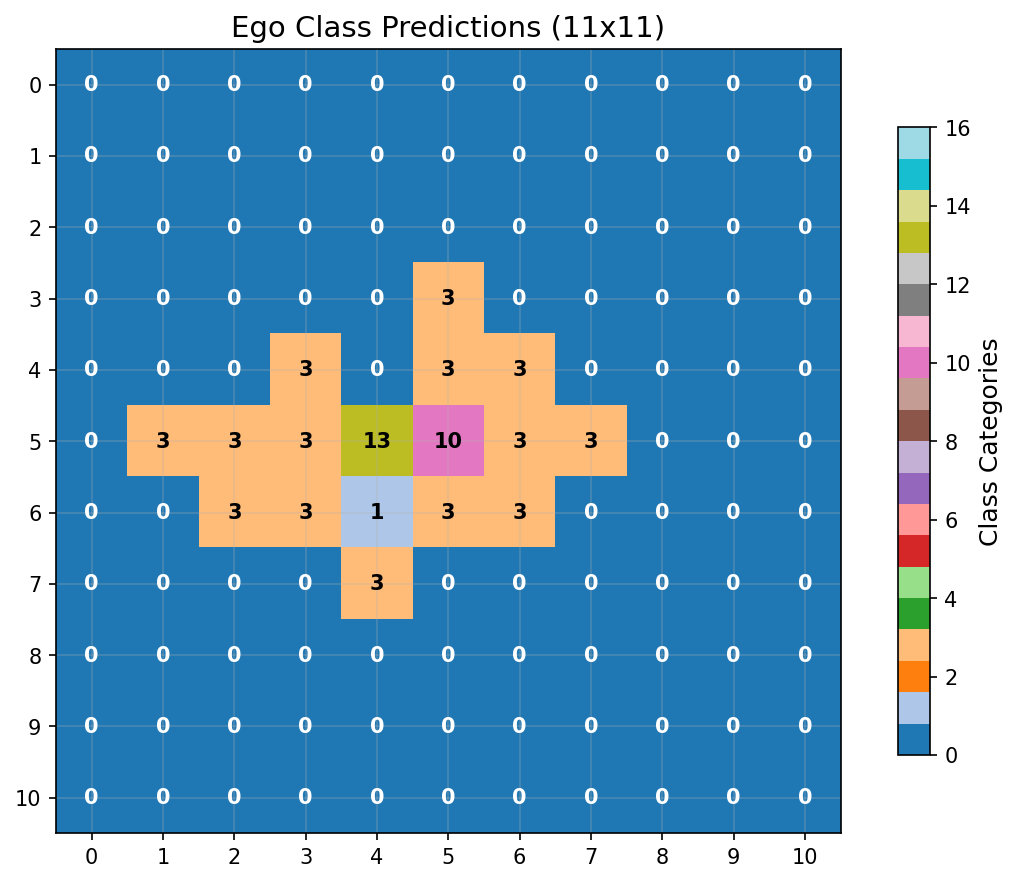 Ego Class Predictions (11x11)
0 0 0 0 0 0 0 0 0 0 0 0
1 0 0 0 0 0 0 0 0 0 0 0
2 0 0 0 0 0 0 0 0 0 0 0
3 0 0 0 0 0 3 0 0 0 0 0
4 0 0 0 3 0 3 3 0 0 0 0
5 0 3 3 3 13 10 3 3 0 0 0
6 0 0 3 3 1 3 3 0 0 0 0
7 0 0 0 0 3 0 0 0 0 0 0
8 0 0 0 0 0 0 0 0 0 0 0
9 0 0 0 0 0 0 0 0 0 0 0
10 0 0 0 0 0 0 0 0 0 0 0
0 1 2 3 4 5 6 7 8 9 10
16
14
12
10
8
6
4
2
0
Class Categories